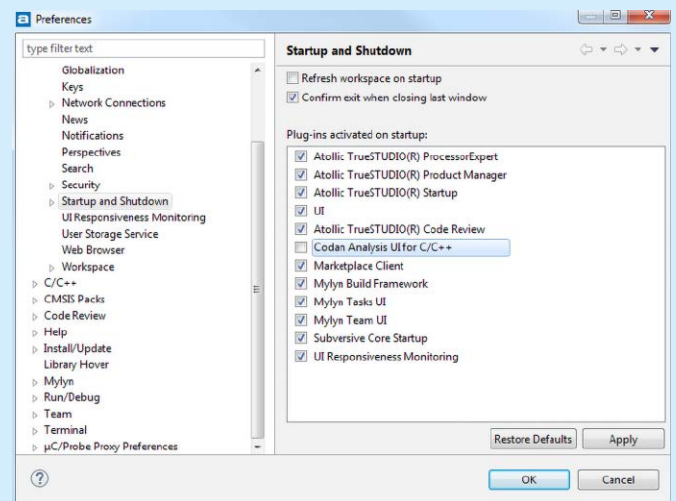 Preferences
type filter text
Globalization
Keys
Network Connections
News
Notifications
Perspectives
Search
Security
Startup and Shutdown
UI Responsiveness Monitoring
User Storage Service
Web Browser
Workspace
C/C++
CMSIS Packs
Code Review
Help
Install/Update
Library Hover
Mylyn
Run/Debug
Team
Terminal
µC/Probe Proxy Preferences
Startup and Shutdown
Refresh workspace on startup
Confirm exit when closing last window
Plug-ins activated on startup:
Atollic TrueSTUDIO(R) ProcessorExpert
Atollic TrueSTUDIO(R) Product Manager
Atollic TrueSTUDIO(R) Startup
UI
Atollic TrueSTUDIO(R) Code Review
Codan Analysis UI for C/C++
Marketplace Client
Mylyn Build Framework
Mylyn Tasks UI
Mylyn Team UI
Subversive Core Startup
UI Responsiveness Monitoring
Restore Defaults Apply
OK Cancel